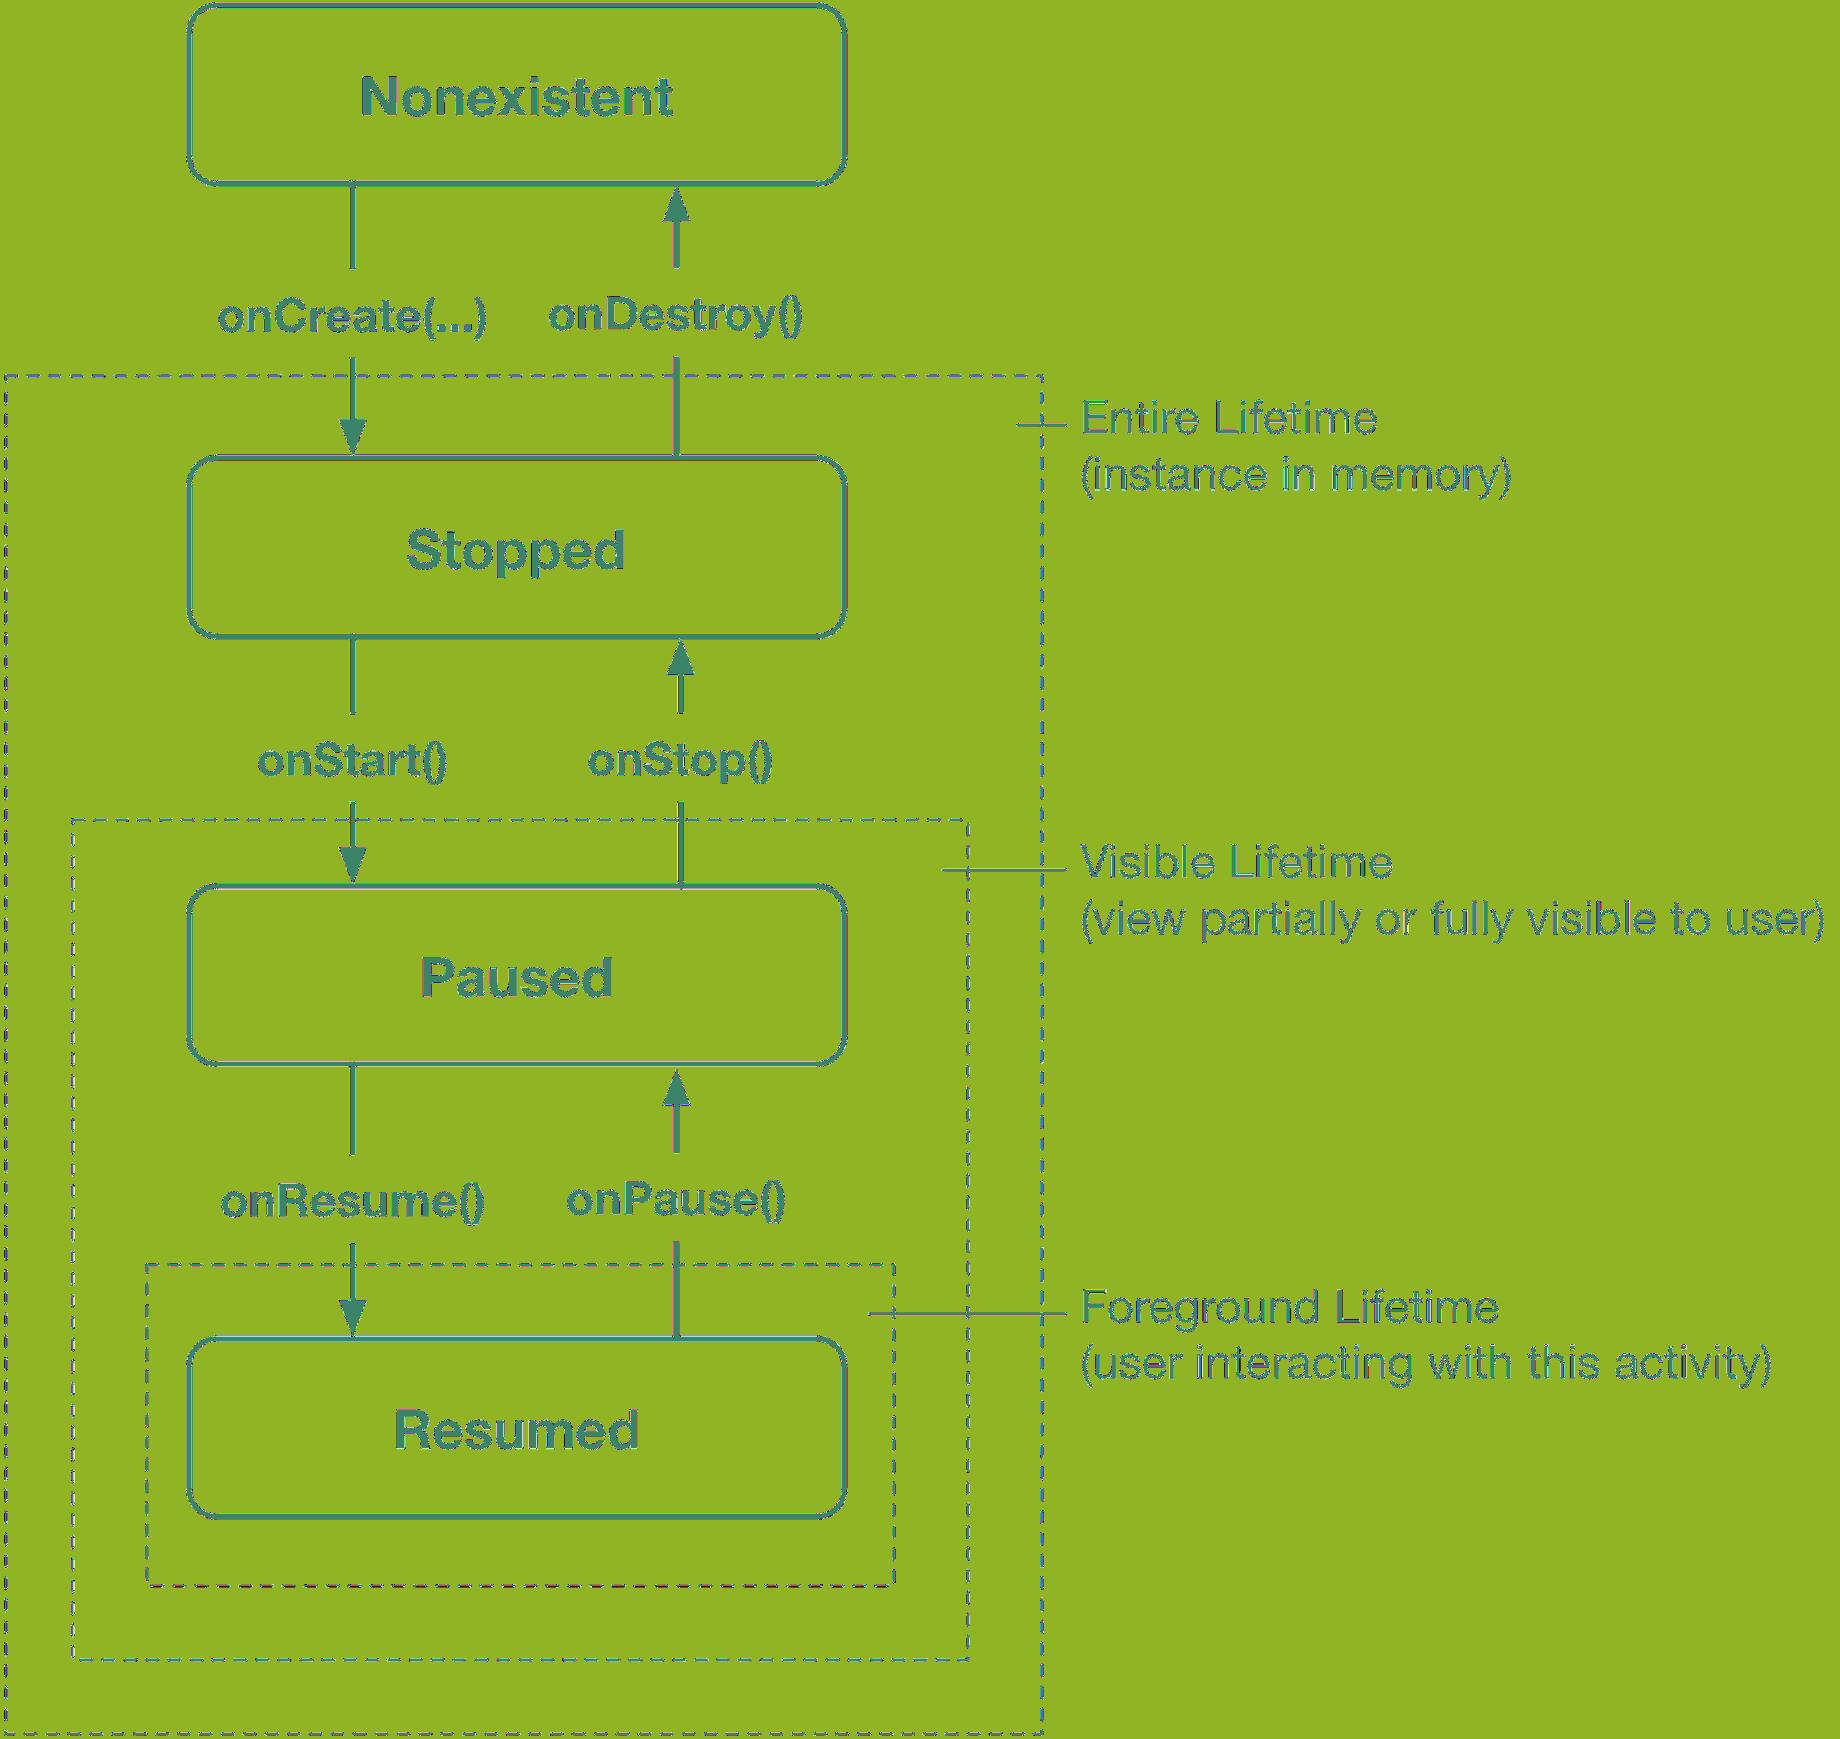 Nonexistent
onCreate(...)
onDestroy()
Entire Lifetime
(instance in memory)
Stopped
onStart()
onStop()
Visible Lifetime
(view partially or fully visible to user)
Paused
onResume()
onPause()
Foreground Lifetime
(user interacting with this activity)
Resumed